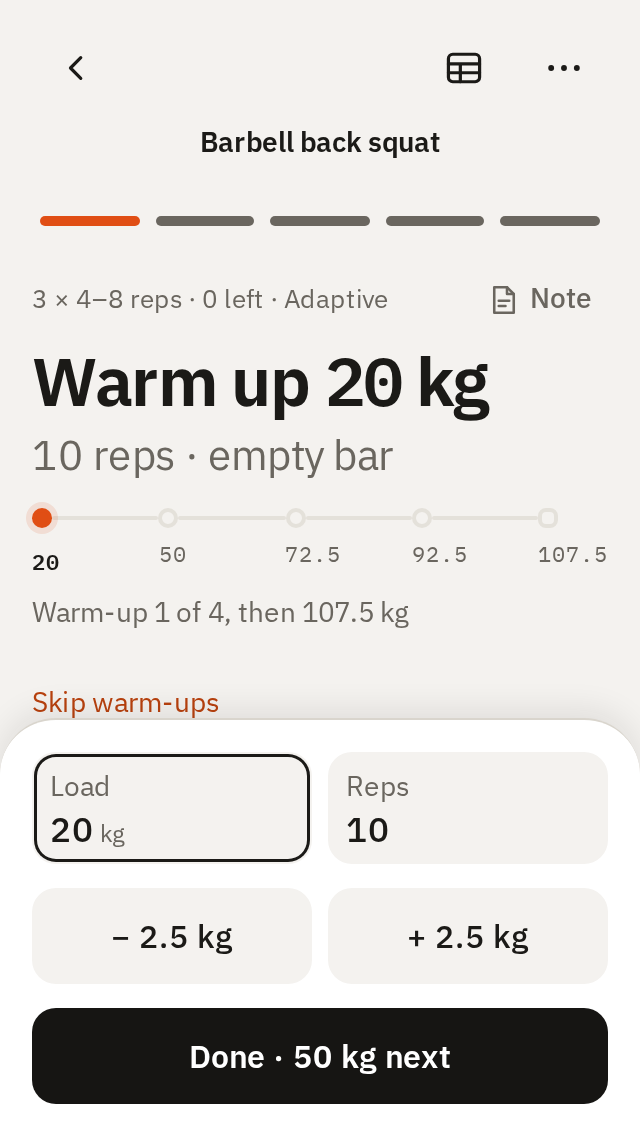 Barbell back squat
3 × 4–8 reps · 0 left · Adaptive
Note
Warm up 20 kg
10 reps · empty bar
20 50 72.5 92.5 107.5
Warm-up 1 of 4, then 107.5 kg
Skip warm-ups
Load Reps
20 kg 10
− 2.5 kg + 2.5 kg
Done · 50 kg next